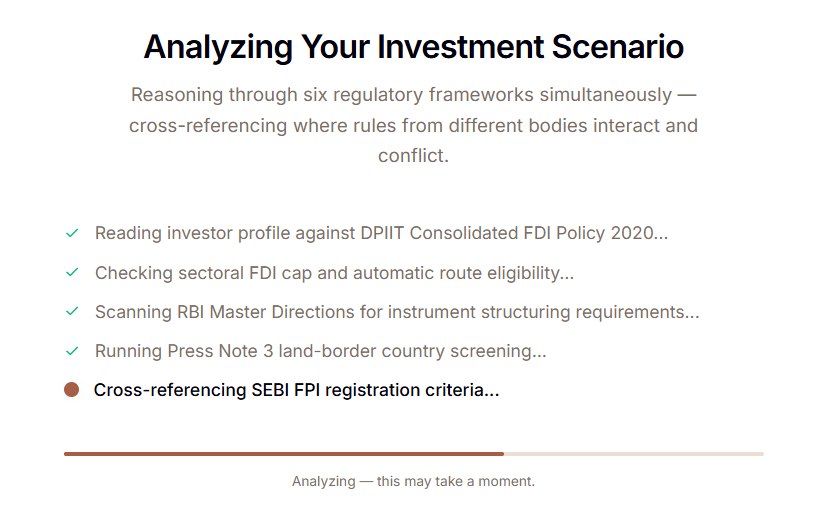 Analyzing Your Investment Scenario
Reasoning through six regulatory frameworks simultaneously —
cross-referencing where rules from different bodies interact and
conflict.
Reading investor profile against DPIIT Consolidated FDI Policy 2020...
Checking sectoral FDI cap and automatic route eligibility...
Scanning RBI Master Directions for instrument structuring requirements...
Running Press Note 3 land-border country screening...
Cross-referencing SEBI FPI registration criteria...
Analyzing — this may take a moment.